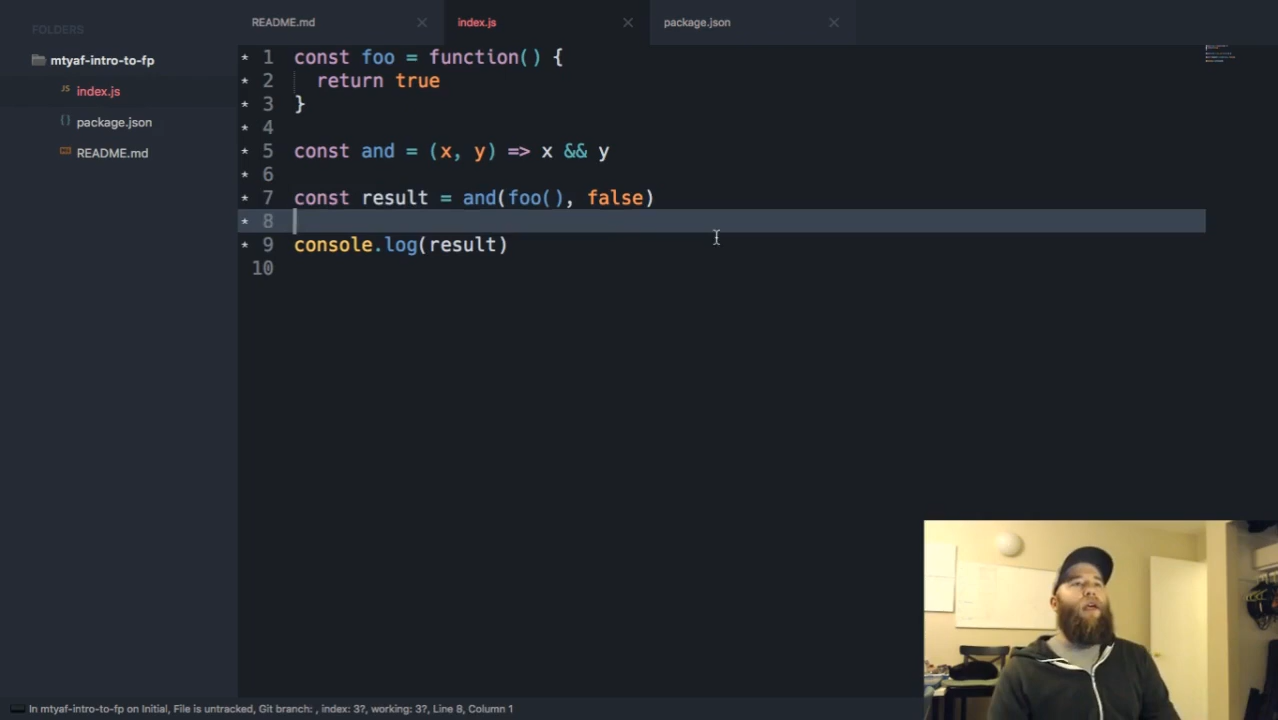 FOLDERS
mtyaf-intro-to-fp
JS index.js
{} package.json
README.md
README.md × index.js × package.json ×
* 1 const foo = function() {
* 2 return true
* 3 }
* 4
* 5 const and = (x, y) => x && y
* 6
* 7 const result = and(foo(), false)
* 8
* 9 console.log(result)
10
In mtyaf-intro-to-fp on Initial, File is untracked, Git branch: , index: 3?, working: 3?, Line 8, Column 1